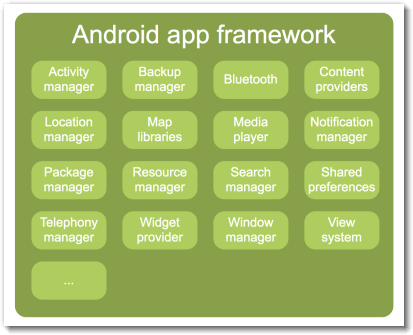 Android app framework
Activity
manager
Backup
manager
Bluetooth
Content
providers
Location
manager
Map
libraries
Media
player
Notification
manager
Package
manager
Resource
manager
Search
manager
Shared
preferences
Telephony
manager
Widget
provider
Window
manager
View
system
...